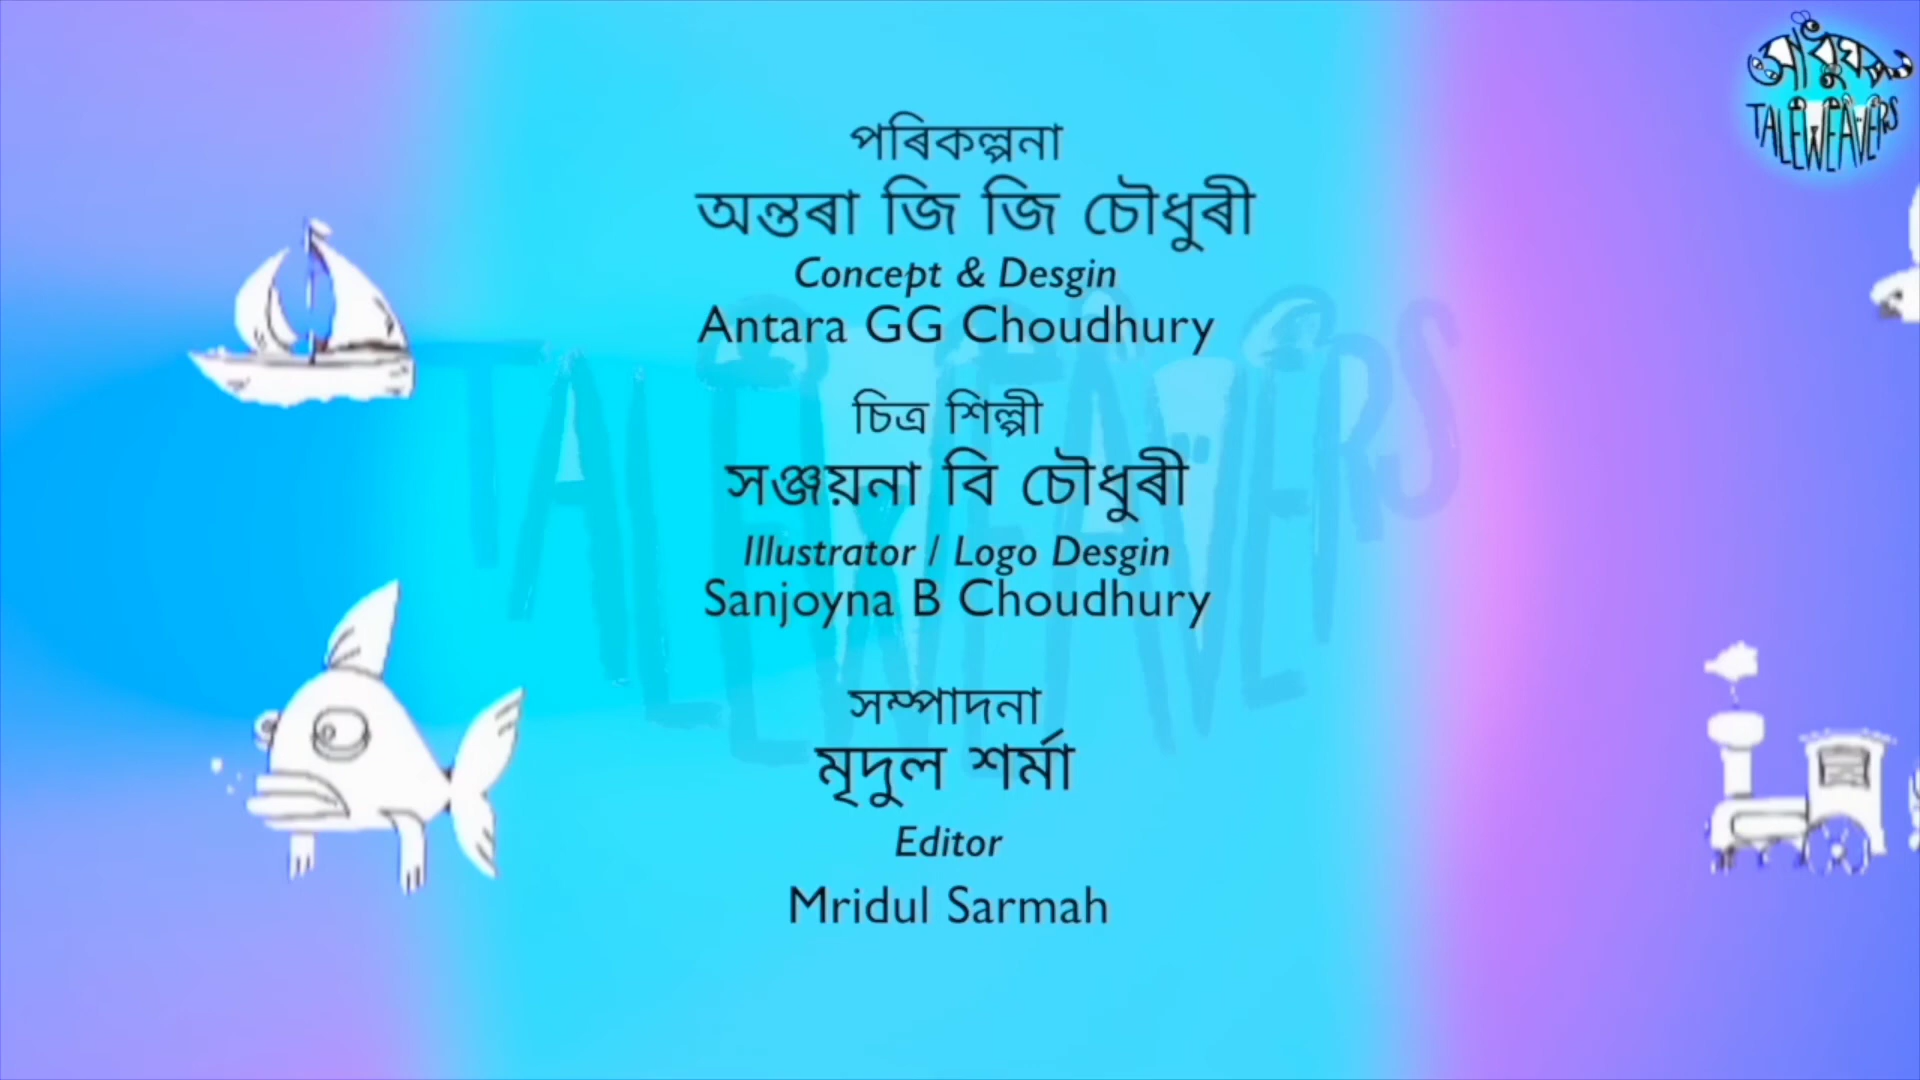 পৰিকল্পনা
অন্তৰা জি জি চৌধুৰী
Concept & Desgin
Antara GG Choudhury
চিত্ৰ শিল্পী
সঞ্জয়না বি চৌধুৰী
Illustrator / Logo Desgin
Sanjoyna B Choudhury
সম্পাদনা
মৃদুল শৰ্মা
Editor
Mridul Sarmah
TALEWEAVERS
TALEWEAVERS